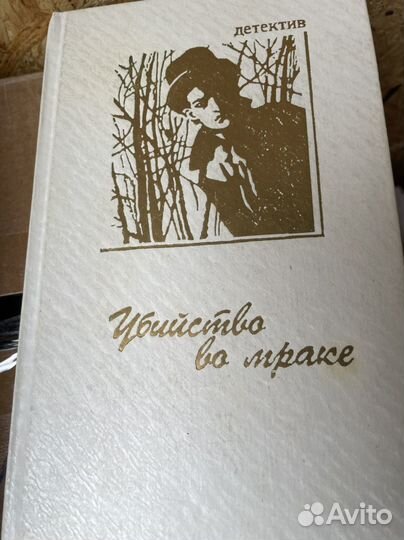 детектив
Убийство
во мраке
Avito